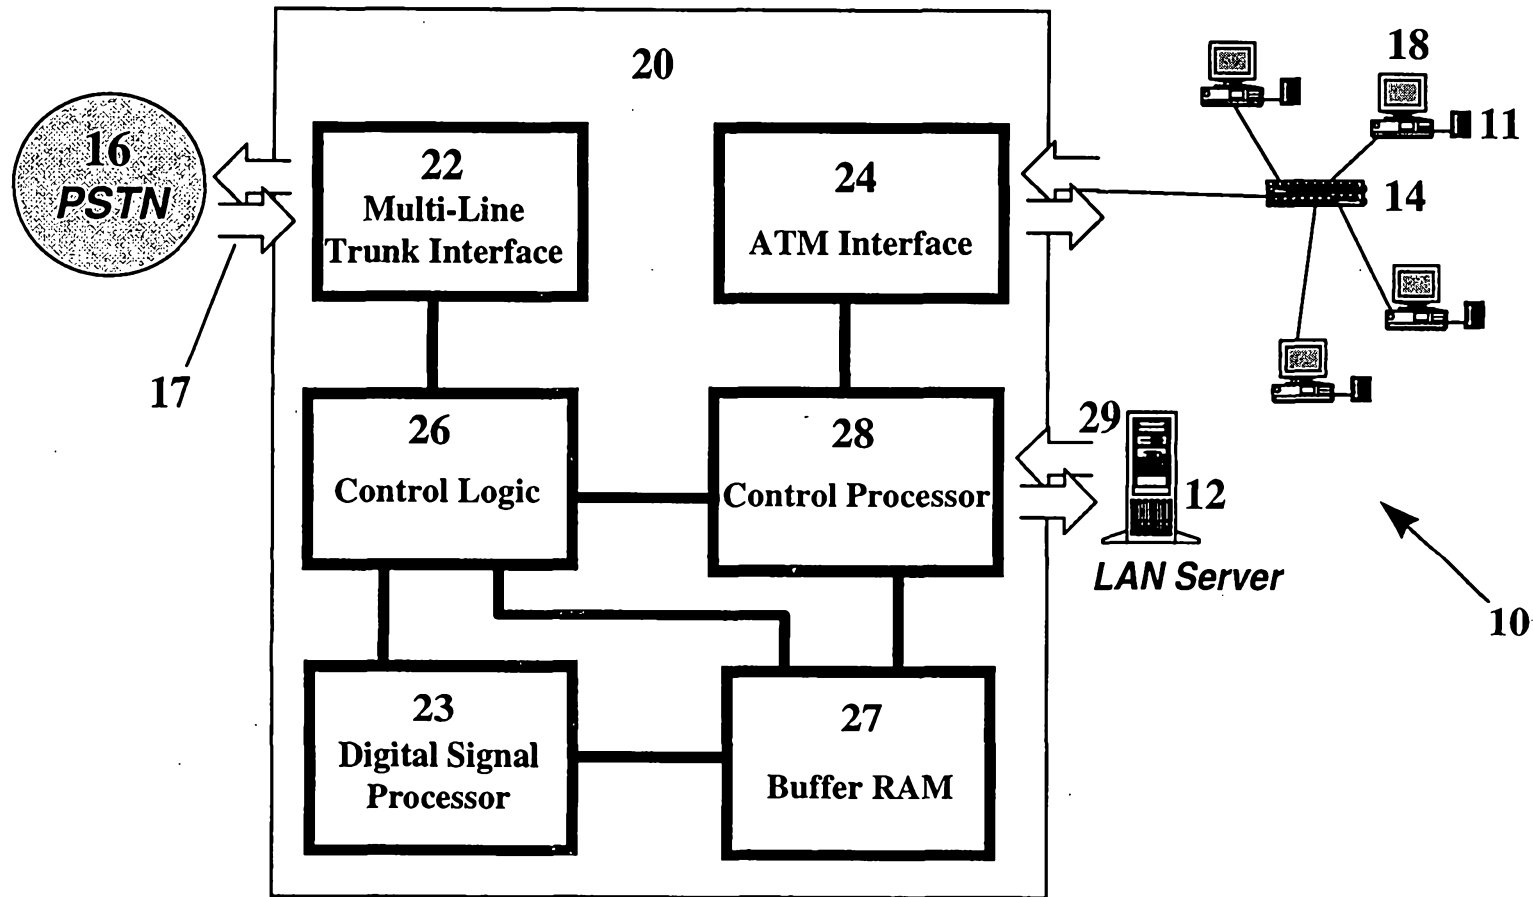 20
16
PSTN
17
22
Multi-Line
Trunk Interface
24
ATM Interface
18
11
14
26
Control Logic
28
Control Processor
29
12
LAN Server
10
23
Digital Signal
Processor
27
Buffer RAM